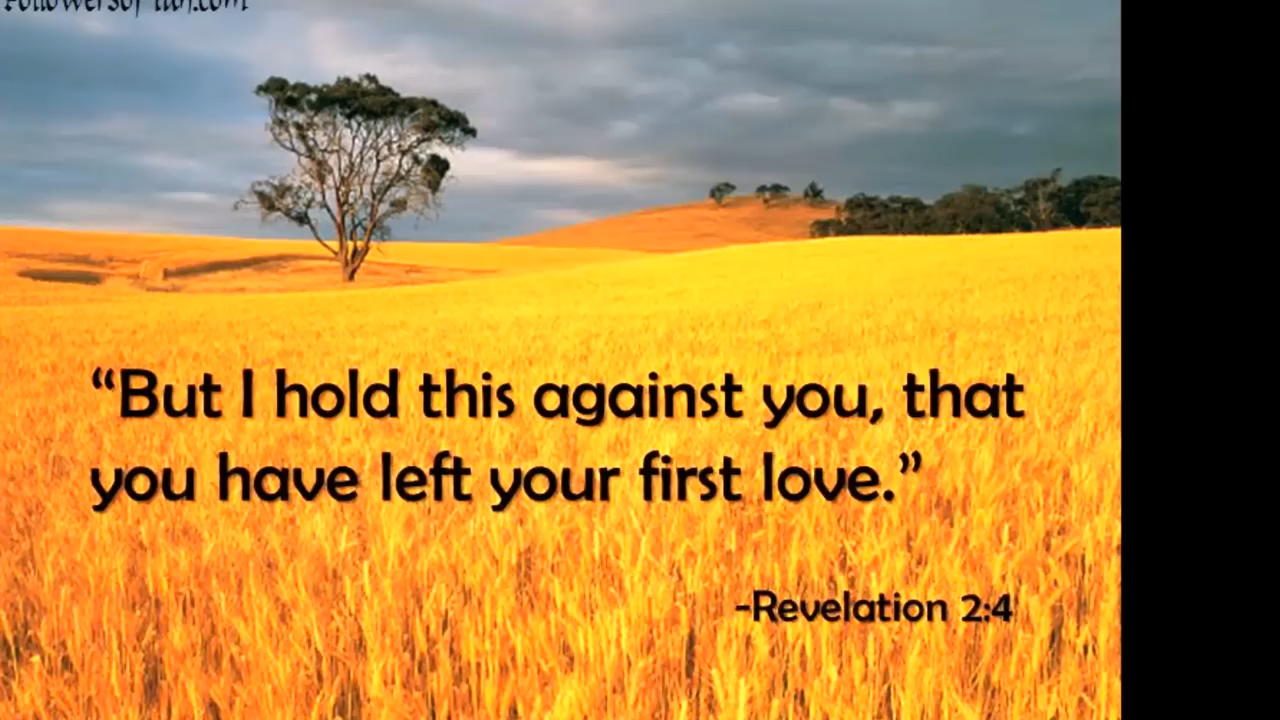 “But I hold this against you, that
you have left your first love.”
-Revelation 2:4